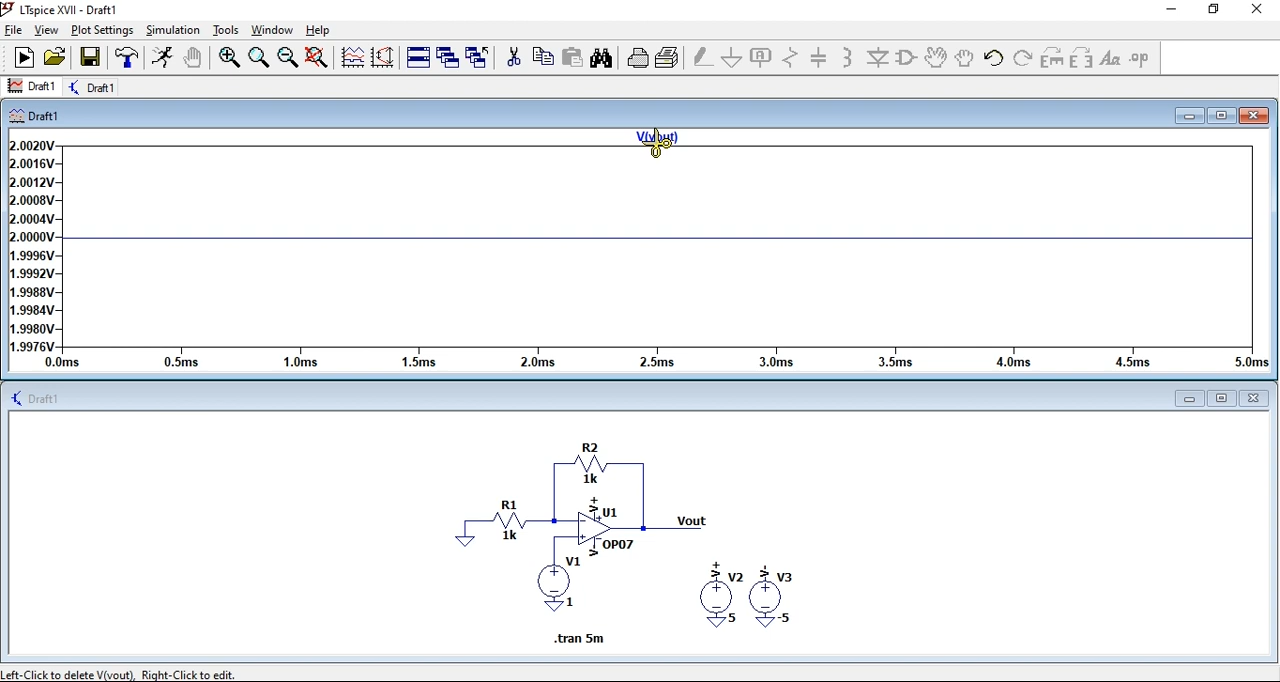 LTspice XVII - Draft1
File View Plot Settings Simulation Tools Window Help
Draft1 Draft1
Draft1
V(vout)
2.0020V
2.0016V
2.0012V
2.0008V
2.0004V
2.0000V
1.9996V
1.9992V
1.9988V
1.9984V
1.9980V
1.9976V
0.0ms 0.5ms 1.0ms 1.5ms 2.0ms 2.5ms 3.0ms 3.5ms 4.0ms 4.5ms 5.0ms
Draft1
R2
1k
R1
1k
V+
U1
OP07
V-
Vout
V1
1
V+
V2
5
V-
V3
-5
.tran 5m
Left-Click to delete V(vout), Right-Click to edit.